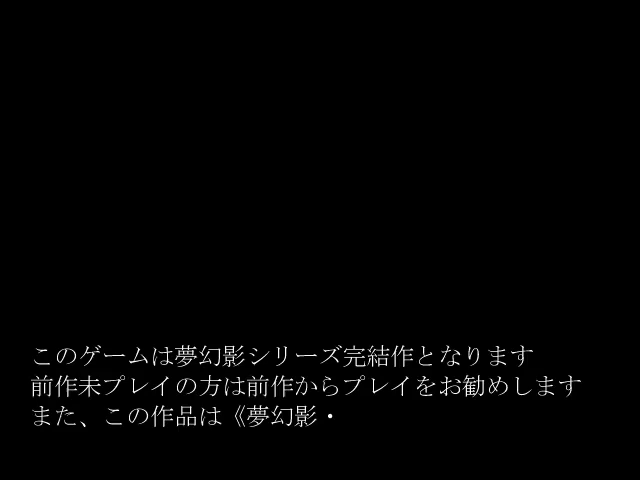 このゲームは夢幻影シリーズ完結作となります
前作未プレイの方は前作からプレイをお勧めします
また、この作品は《夢幻影・